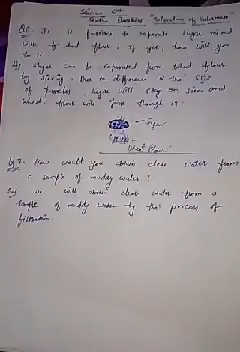 Science
Separation of Substances
Q6. Is it possible to separate sugar mixed
with wheat flour? If yes, how will you
do it?
A. Sugar can be separated from wheat flour
by sieving. Due to difference in the size
of particles, sugar will stay on sieve and
wheat flour will pass through it.
Sugar
Wheat flour
Q7. How would you obtain clear water from
a sample of muddy water?
A. We will obtain clear water from a
sample of muddy water by the process of
filtration.